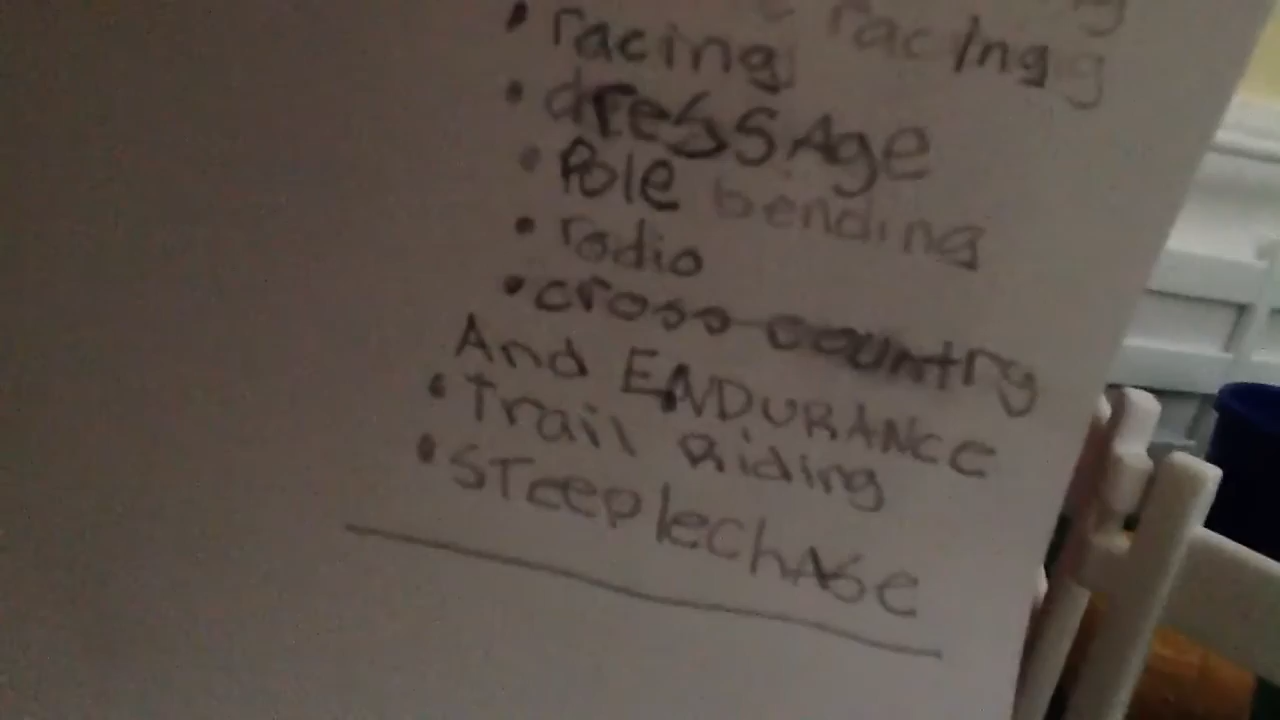 racing
• racing
• dressAge
• Pole bending
• rodio
• cross country
And ENDURANCE
• Trail Riding
• STeeplechAse